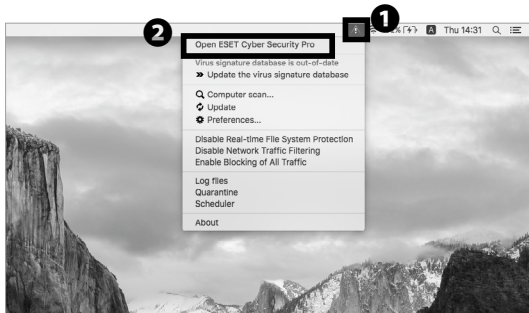 2
1
% A Thu 14:31
Open ESET Cyber Security Pro
Virus signature database is out-of-date
Update the virus signature database
Computer scan...
Update
Preferences...
Disable Real-time File System Protection
Disable Network Traffic Filtering
Enable Blocking of All Traffic
Log files
Quarantine
Scheduler
About